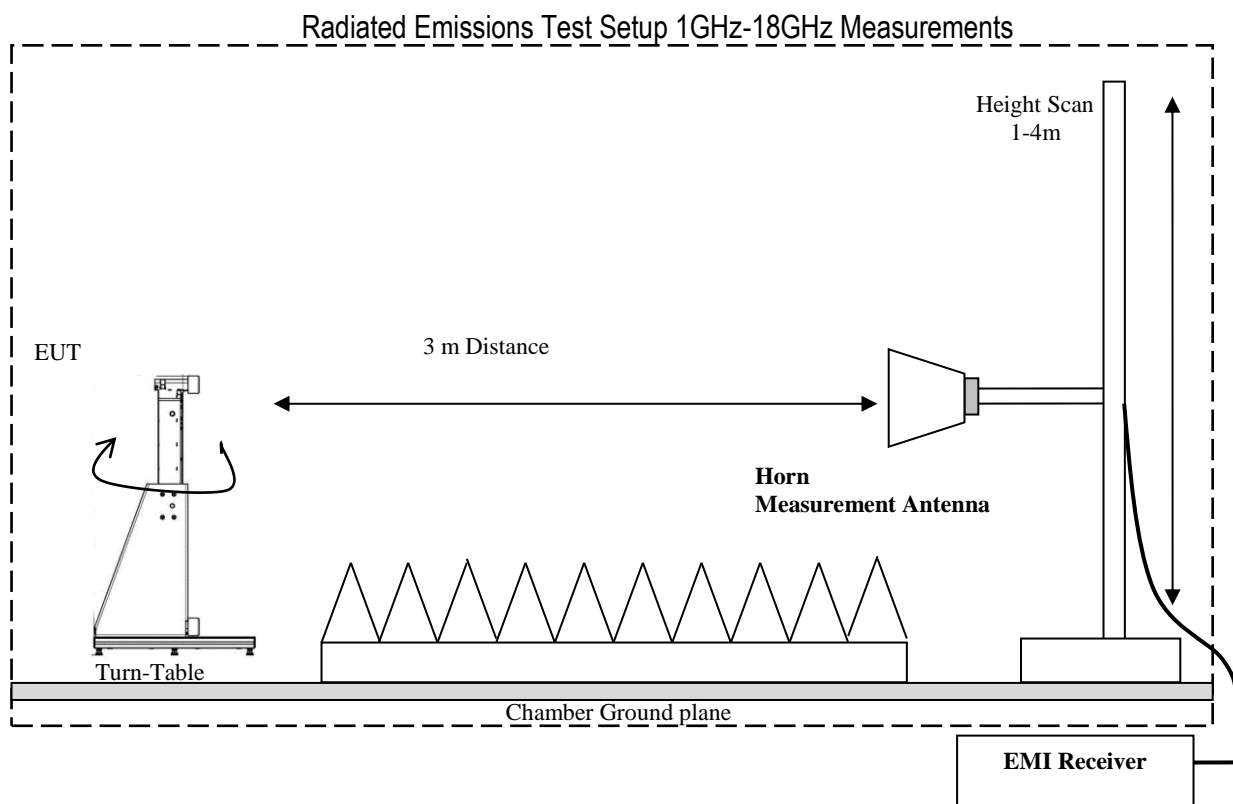 Radiated Emissions Test Setup 1GHz-18GHz Measurements
Height Scan
1-4m
EUT
3 m Distance
Horn
Measurement Antenna
Turn-Table
Chamber Ground plane
EMI Receiver